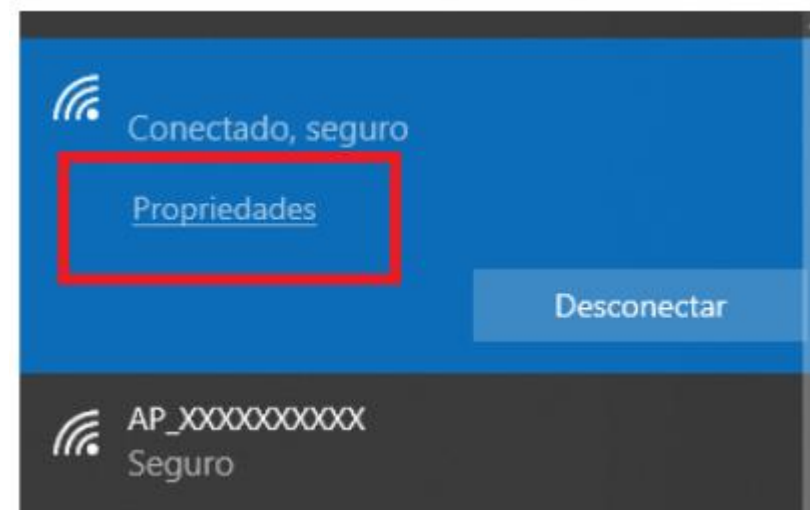 Conectado, seguro
Propriedades
Desconectar
AP_XXXXXXXXXX
Seguro